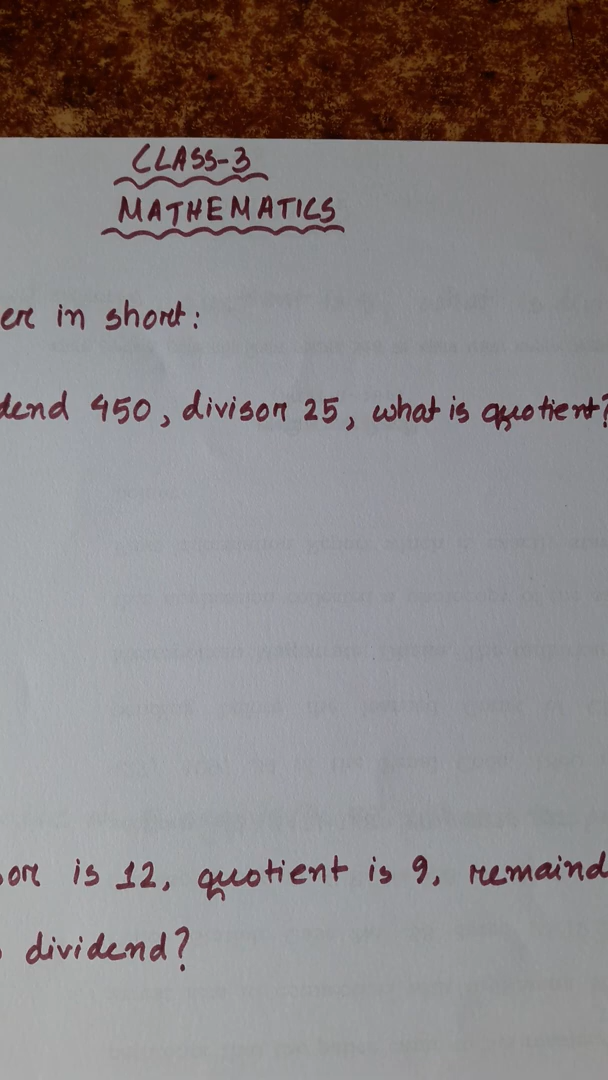 CLASS-3
MATHEMATICS
er in short:
dend 450, divisor 25, what is quotient?
or is 12, quotient is 9, remaind
dividend?